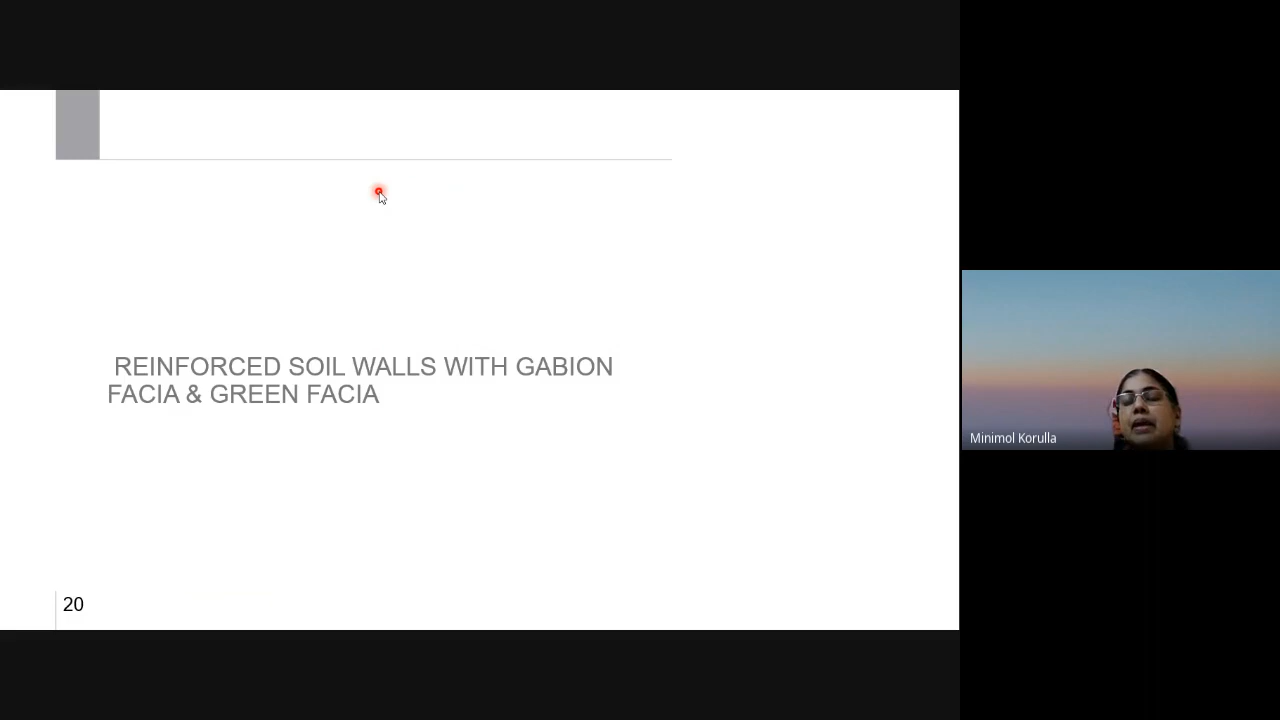 REINFORCED SOIL WALLS WITH GABION
FACIA & GREEN FACIA
20
Minimol Korulla